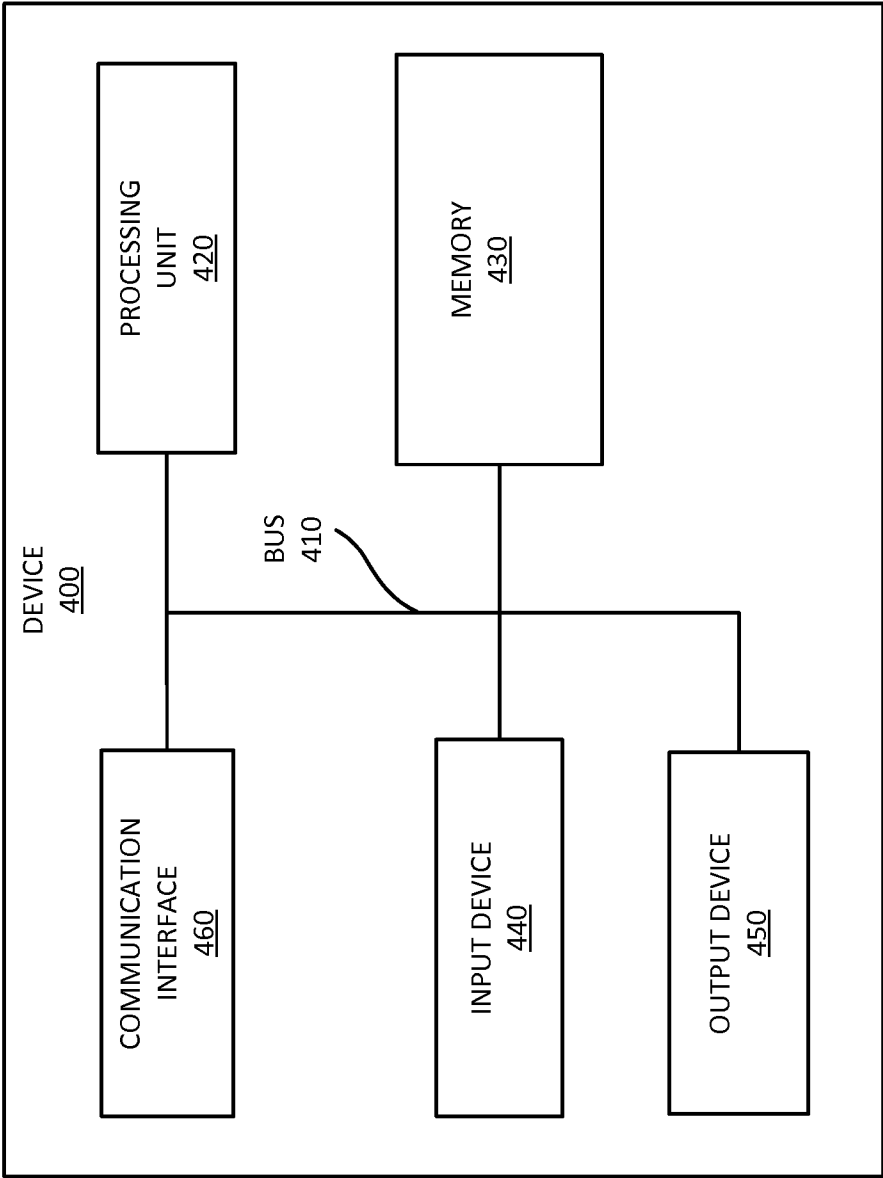 DEVICE
400
COMMUNICATION
INTERFACE
460
PROCESSING
UNIT
420
BUS
410
INPUT DEVICE
440
MEMORY
430
OUTPUT DEVICE
450